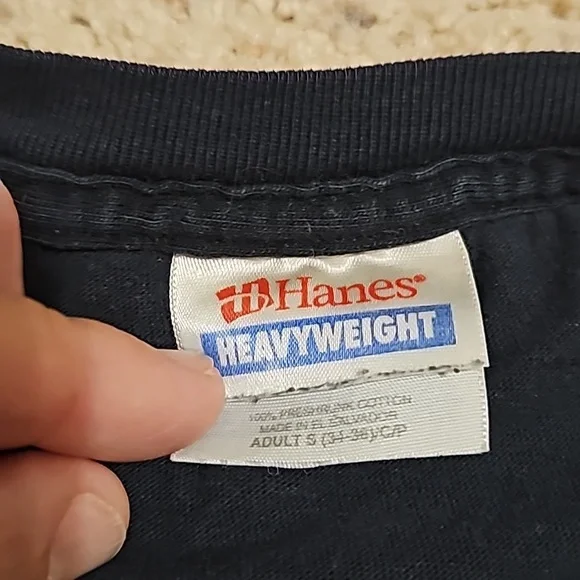 Hanes®
HEAVYWEIGHT
100% PRESHRUNK COTTON
MADE IN EL SALVADOR
ADULT S (34-36)/C/P